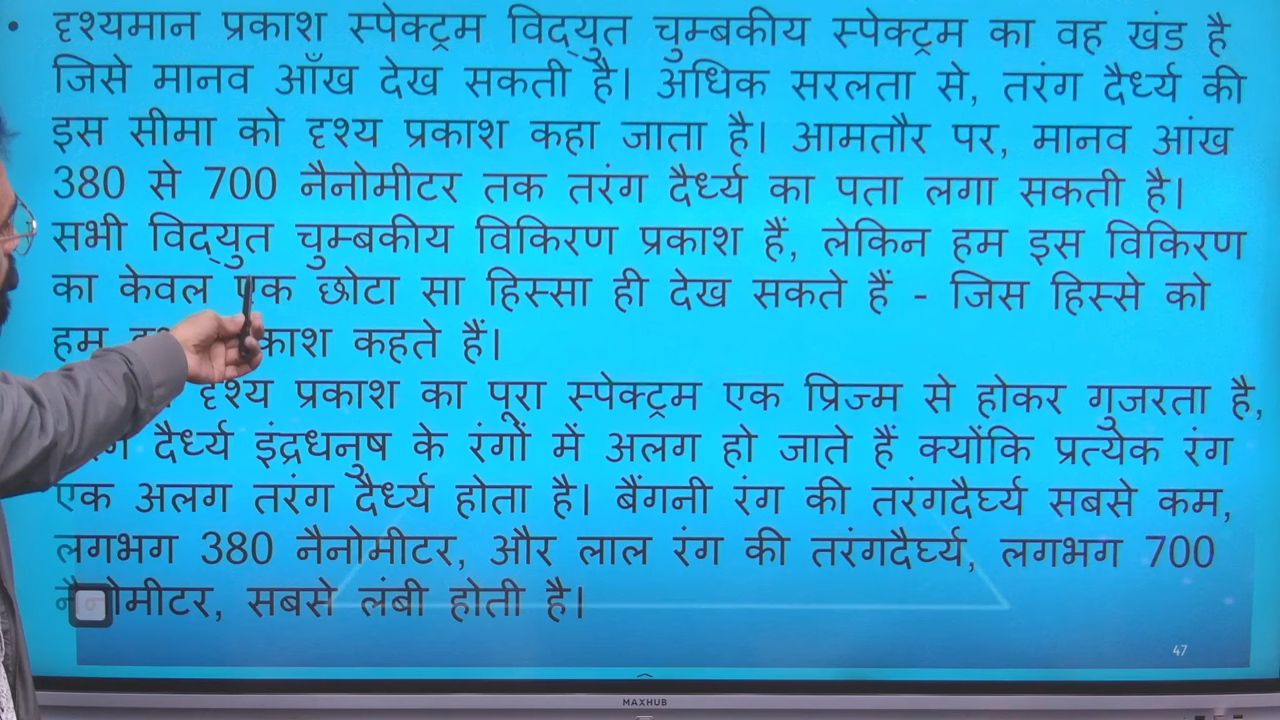 • दृश्यमान प्रकाश स्पेक्ट्रम विद्युत चुम्बकीय स्पेक्ट्रम का वह खंड है
जिसे मानव आँख देख सकती है। अधिक सरलता से, तरंग दैर्ध्य की
इस सीमा को दृश्य प्रकाश कहा जाता है। आमतौर पर, मानव आंख
380 से 700 नैनोमीटर तक तरंग दैर्ध्य का पता लगा सकती है।
सभी विद्युत चुम्बकीय विकिरण प्रकाश हैं, लेकिन हम इस विकिरण
का केवल एक छोटा सा हिस्सा ही देख सकते हैं - जिस हिस्से को
हम कहते हैं।
दृश्य प्रकाश का पूरा स्पेक्ट्रम एक प्रिज्म से होकर गुजरता है,
दैर्ध्य इंद्रधनुष के रंगों में अलग हो जाते हैं क्योंकि प्रत्येक रंग
एक अलग तरंग दैर्ध्य होता है। बैंगनी रंग की तरंगदैर्घ्य सबसे कम,
लगभग 380 नैनोमीटर, और लाल रंग की तरंगदैर्घ्य, लगभग 700
नैनोमीटर, सबसे लंबी होती है।
47
MAXHUB